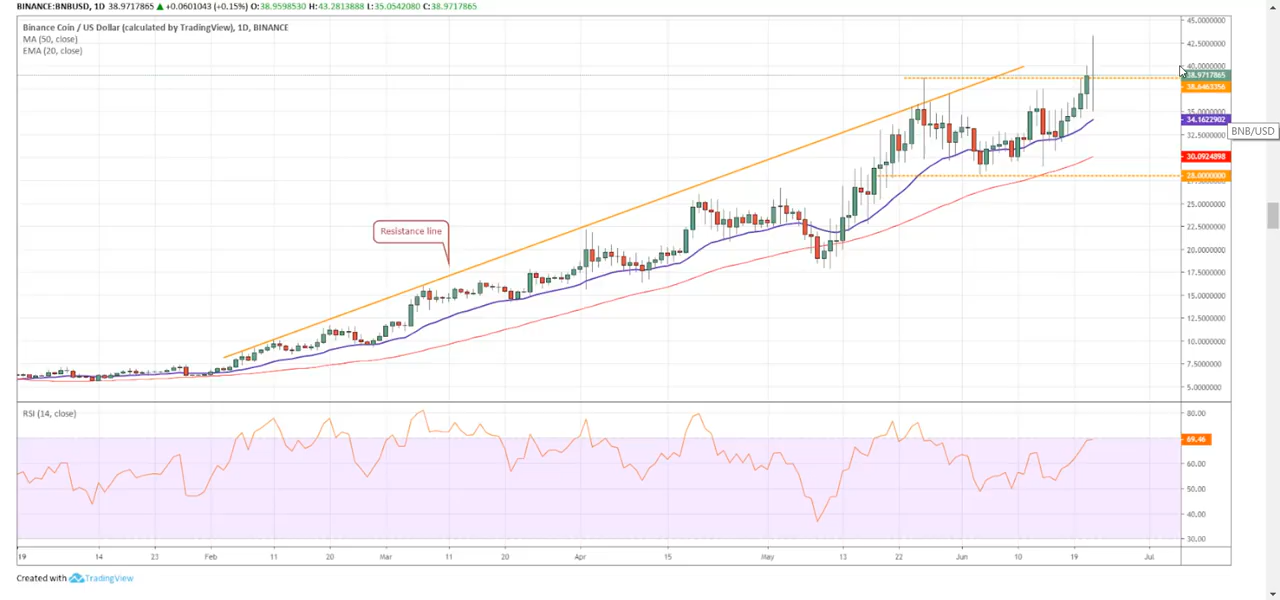 BINANCE:BNBUSD, 1D 38.9717865 ▲ +0.0601043 (+0.15%) O:38.9598530 H:43.2813888 L:35.0542080 C:38.9717865
Binance Coin / US Dollar (calculated by TradingView), 1D, BINANCE
MA (50, close)
EMA (20, close)
45.0000000
42.5000000
40.0000000
38.9717865
38.6463356
35.0000000
34.1622902
BNB/USD
32.5000000
30.0924898
28.0000000
25.0000000
22.5000000
20.0000000
17.5000000
15.0000000
12.5000000
10.0000000
7.5000000
5.0000000
Resistance line
RSI (14, close)
80.00
69.46
60.00
50.00
40.00
30.00
19 14 23 Feb 11 20 Mar 11 20 Apr 15 May 13 22 Jun 10 19 Jul
Created with TradingView